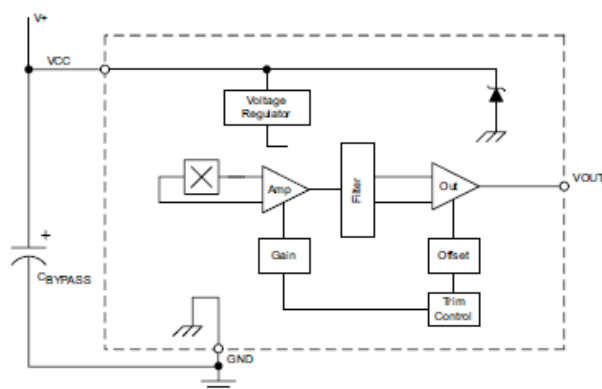 V+
VCC
Voltage
Regulator
Amp
Filter
Out
VOUT
+
CBYPASS
Gain
Offset
Trim
Control
GND